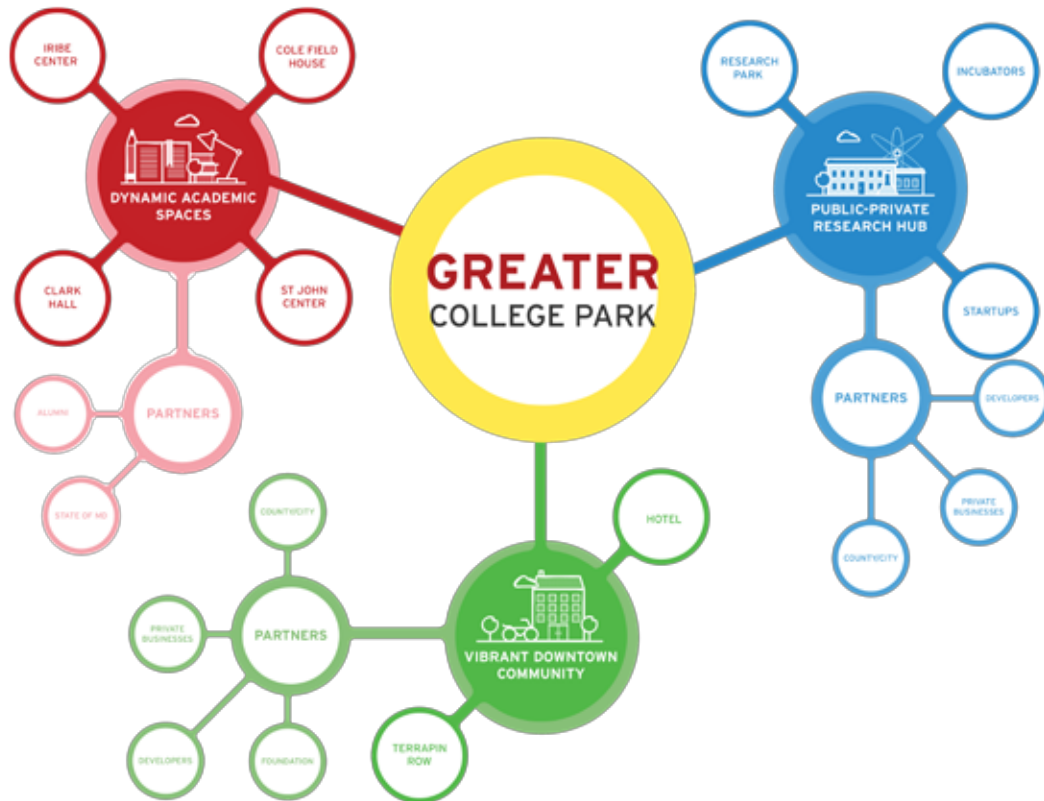 IRIBE
CENTER
COLE FIELD
HOUSE
DYNAMIC ACADEMIC
SPACES
CLARK
HALL
ST JOHN
CENTER
PARTNERS
ALUMNI
STATE OF MD
GREATER
COLLEGE PARK
RESEARCH
PARK
INCUBATORS
PUBLIC-PRIVATE
RESEARCH HUB
STARTUPS
PARTNERS
DEVELOPERS
PRIVATE
BUSINESSES
COUNTY/CITY
HOTEL
VIBRANT DOWNTOWN
COMMUNITY
TERRAPIN
ROW
PARTNERS
COUNTY/CITY
PRIVATE
BUSINESSES
DEVELOPERS
FOUNDATION